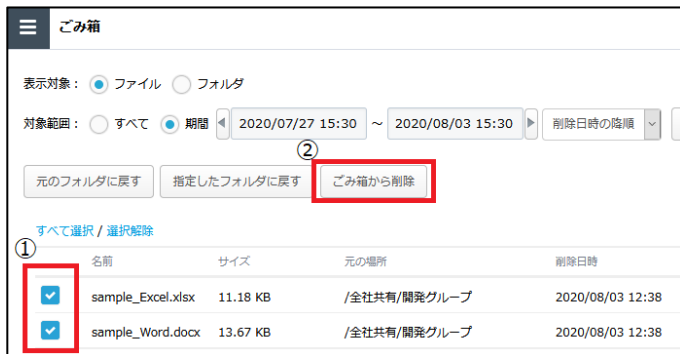 ごみ箱
表示対象： ファイル フォルダ
対象範囲： すべて 期間 2020/07/27 15:30 ～ 2020/08/03 15:30 削除日時の降順
②
元のフォルダに戻す 指定したフォルダに戻す ごみ箱から削除
すべて選択 / 選択解除
①
名前 サイズ 元の場所 削除日時
sample_Excel.xlsx 11.18 KB /全社共有/開発グループ 2020/08/03 12:38
sample_Word.docx 13.67 KB /全社共有/開発グループ 2020/08/03 12:38